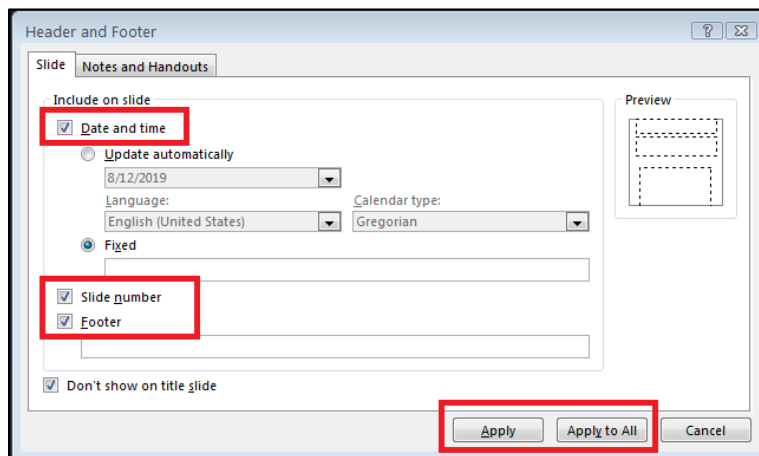 Header and Footer
Slide Notes and Handouts
Include on slide
Preview
Date and time
Update automatically
8/12/2019
Language: Calendar type:
English (United States) Gregorian
Fixed
Slide number
Footer
Don't show on title slide
Apply Apply to All Cancel